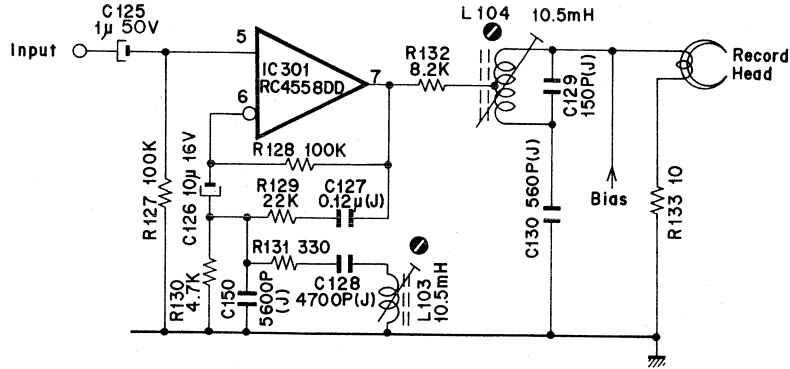 C125
1μ 50V
Input
5
IC301
RC4558DD
7
6
R132
8.2K
L104
10.5mH
C129
150P(J)
Record
Head
Bias
R133 10
C130 560P(J)
R127 100K
C126 10μ 16V
R128 100K
R129
22K
C127
0.12μ(J)
R131 330
C128
4700P(J)
L103
10.5mH
R130
4.7K
C150
5600P
(J)